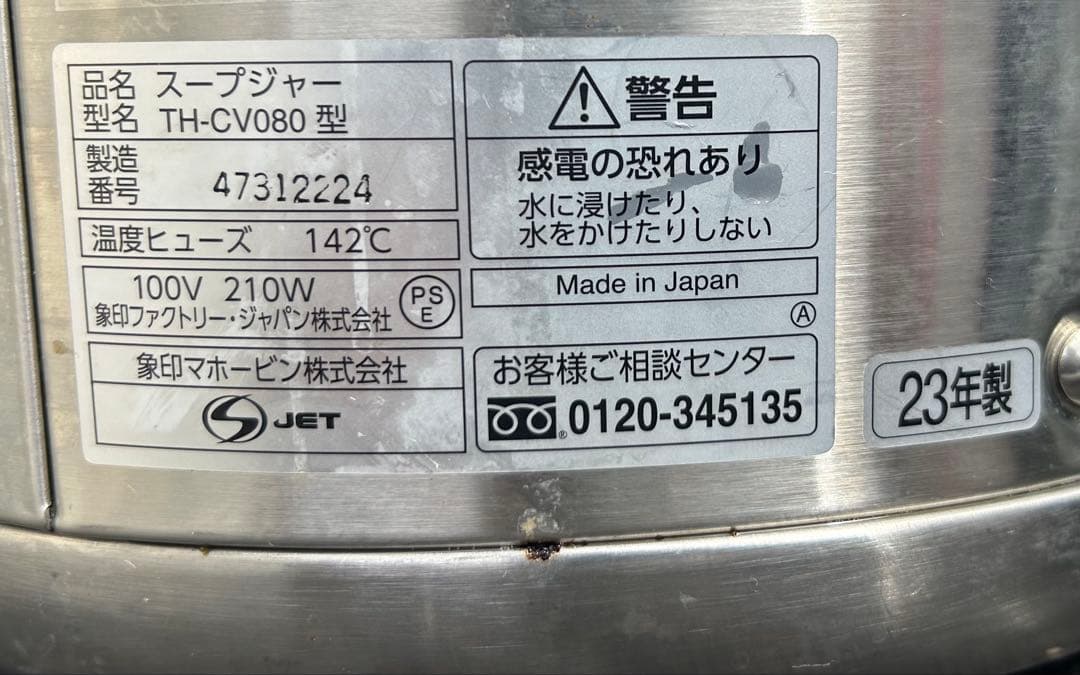 品名 スープジャー
型名 TH-CV080 型
製造
番号 47312224
温度ヒューズ 142℃
100V 210W
象印ファクトリー・ジャパン株式会社
PS
E
象印マホービン株式会社
S JET
警告
感電の恐れあり
水に浸けたり、
水をかけたりしない
Made in Japan
A
お客様ご相談センター
0120-345135
23年製